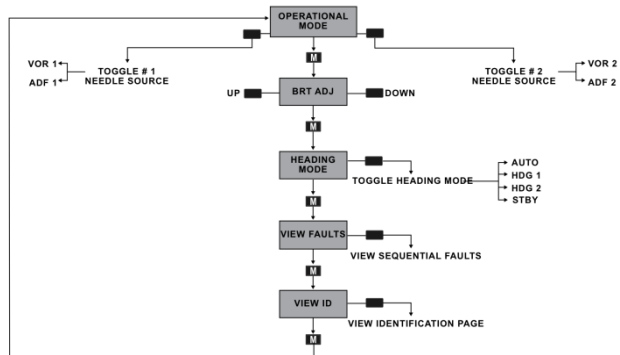 OPERATIONAL
MODE
M
VOR 1
ADF 1
TOGGLE # 1
NEEDLE SOURCE
TOGGLE # 2
NEEDLE SOURCE
VOR 2
ADF 2
UP
BRT ADJ
DOWN
M
HEADING
MODE
TOGGLE HEADING MODE
AUTO
HDG 1
HDG 2
STBY
M
VIEW FAULTS
VIEW SEQUENTIAL FAULTS
M
VIEW ID
VIEW IDENTIFICATION PAGE
M